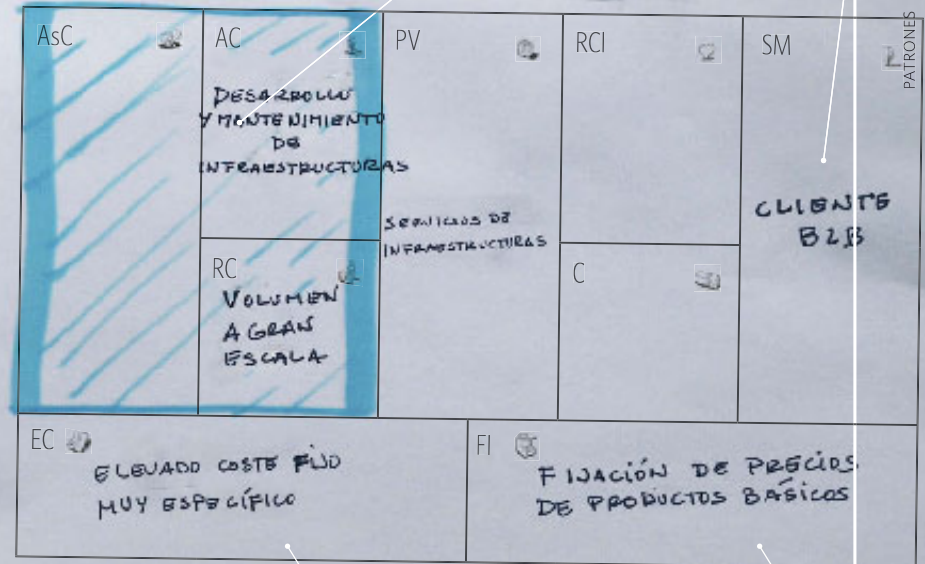 AsC
AC
DESARROLLO
Y MANTENIMIENTO
DE
INFRAESTRUCTURAS
PV
SERVICIOS DE
INFRAESTRUCTURAS
RCI
SM
CLIENTE
B2B
PATRONES
RC
VOLUMEN
A GRAN
ESCALA
C
EC
ELEVADO COSTE FIJO
MUY ESPECÍFICO
FI
FIJACIÓN DE PRECIOS
DE PRODUCTOS BÁSICOS